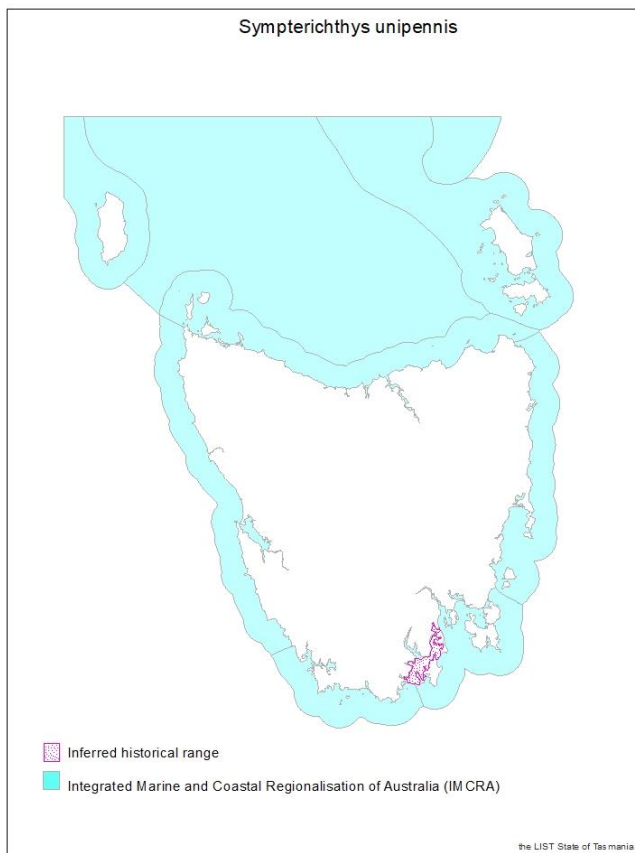 Sympterichthys unipennis
Inferred historical range
Integrated Marine and Coastal Regionalisation of Australia (IMCRA)
the LIST State of Tasmania